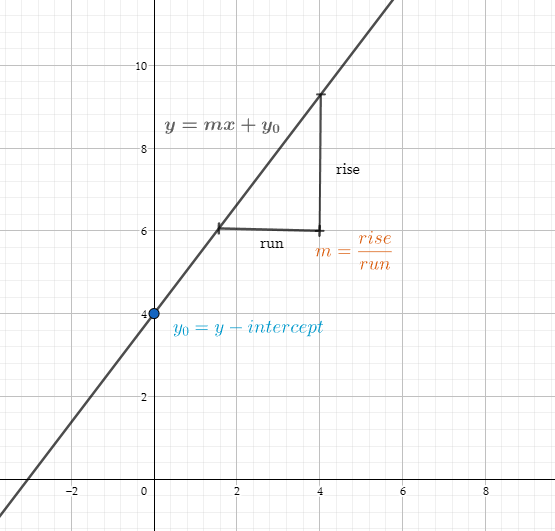 10
y = mx + y₀
8
rise
6
run
m = rise/run
4
y₀ = y − intercept
2
−2 0 2 4 6 8